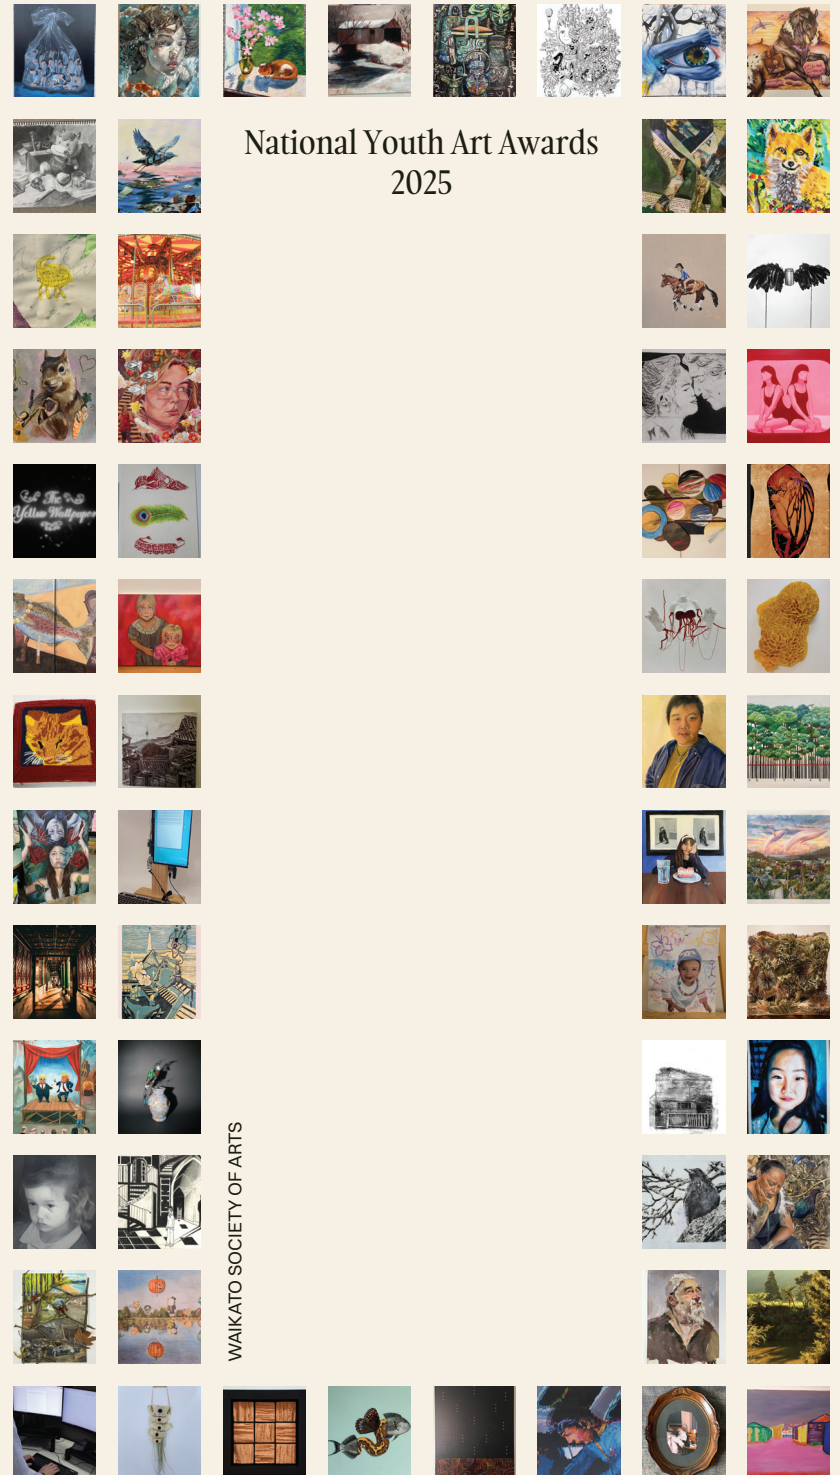 National Youth Art Awards
2025
The
Yellow Wallpaper
WAIKATO SOCIETY OF ARTS